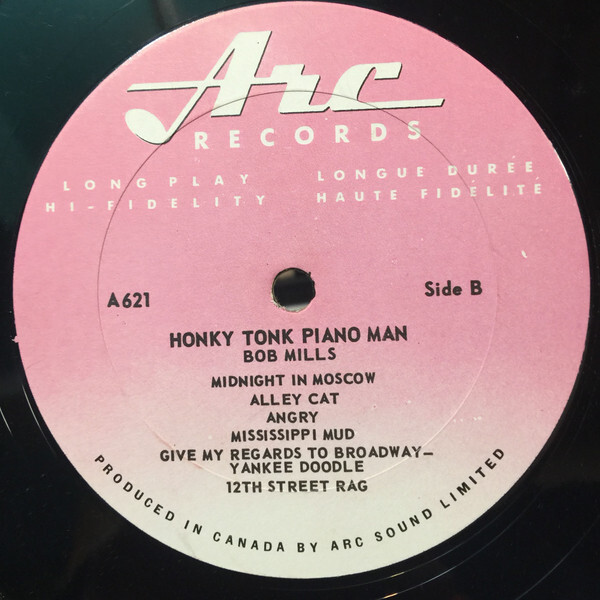 Arc
RECORDS
LONG PLAY
HI-FIDELITY
LONGUE DURÉE
HAUTE FIDELITÉ
A621
Side B
HONKY TONK PIANO MAN
BOB MILLS
MIDNIGHT IN MOSCOW
ALLEY CAT
ANGRY
MISSISSIPPI MUD
GIVE MY REGARDS TO BROADWAY—
YANKEE DOODLE
12TH STREET RAG
PRODUCED IN CANADA BY ARC SOUND LIMITED